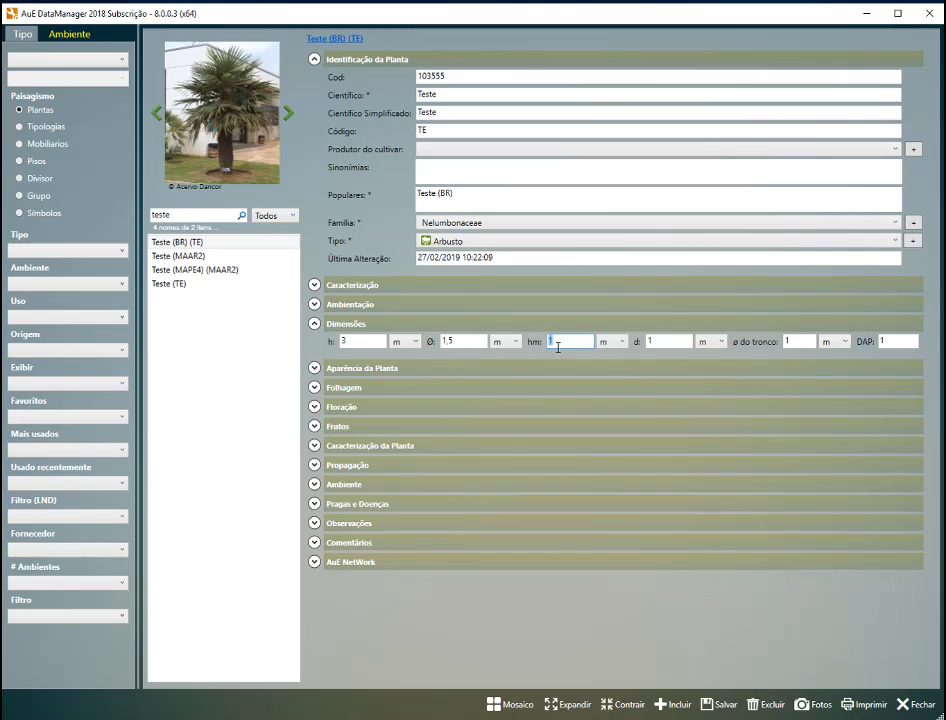 AuE DataManager 2018 Subscrição - 8.0.0.3 (x64)
Tipo Ambiente
Paisagismo
Plantas
Tipologias
Mobiliarios
Pisos
Divisor
Grupo
Símbolos
Tipo
Ambiente
Uso
Origem
Exibir
Favoritos
Mais usados
Usado recentemente
Filtro (LND)
Fornecedor
# Ambientes
Filtro
© Acervo Dancor
teste Todos
4 nomes de 2 itens ...
Teste (BR) (TE)
Teste (MAAR2)
Teste (MAPE4) (MAAR2)
Teste (TE)
Teste (BR) (TE)
Identificação da Planta
Cod: 103555
Científico: * Teste
Científico Simplificado: Teste
Código: TE
Produtor do cultivar: +
Sinonímias:
Populares: * Teste (BR)
Família: * Nelumbonaceae +
Tipo: * Arbusto +
Última Alteração: 27/02/2019 10:22:09
Caracterização
Ambientação
Dimensões
h: 3 m Ø: 1,5 m hm: 1 m d: 1 m ø do tronco: 1 m DAP: 1
Aparência da Planta
Folhagem
Floração
Frutos
Caracterização da Planta
Propagação
Ambiente
Pragas e Doenças
Observações
Comentários
AuE NetWork
Mosaico Expandir Contrair Incluir Salvar Excluir Fotos Imprimir Fechar